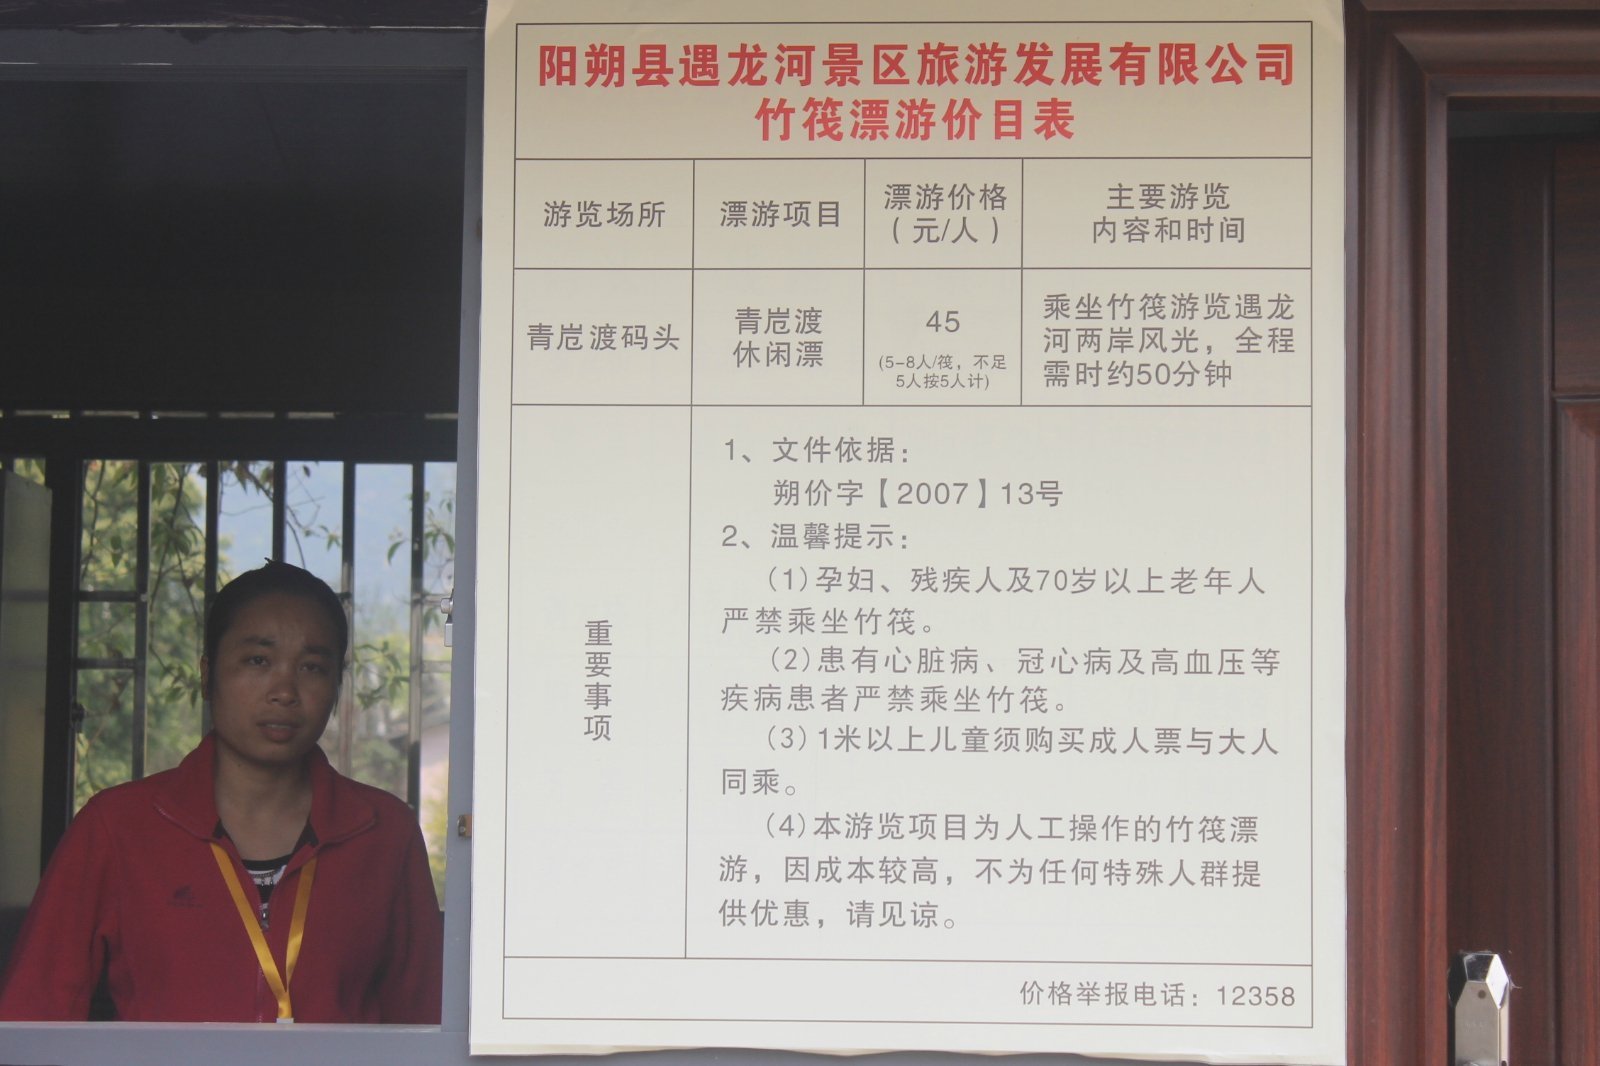 阳朔县遇龙河景区旅游发展有限公司
竹筏漂游价目表
游览场所
漂游项目
漂游价格
（元/人）
主要游览
内容和时间
青岜渡码头
青岜渡
休闲漂
45
(5-8人/筏，不足
5人按5人计)
乘坐竹筏游览遇龙
河两岸风光，全程
需时约50分钟
重
要
事
项
1、文件依据：
朔价字【2007】13号
2、温馨提示：
(1)孕妇、残疾人及70岁以上老年人
严禁乘坐竹筏。
(2)患有心脏病、冠心病及高血压等
疾病患者严禁乘坐竹筏。
(3)1米以上儿童须购买成人票与大人
同乘。
(4)本游览项目为人工操作的竹筏漂
游，因成本较高，不为任何特殊人群提
供优惠，请见谅。
价格举报电话：12358